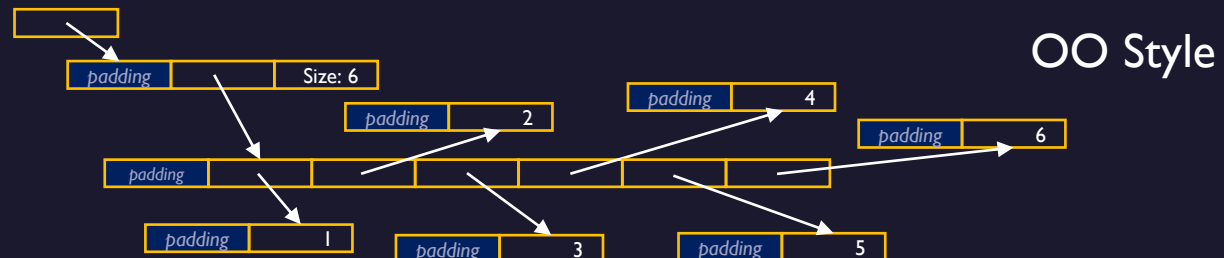 OO Style
padding Size: 6
padding 4
padding 2
padding 6
padding
padding 1
padding 3
padding 5